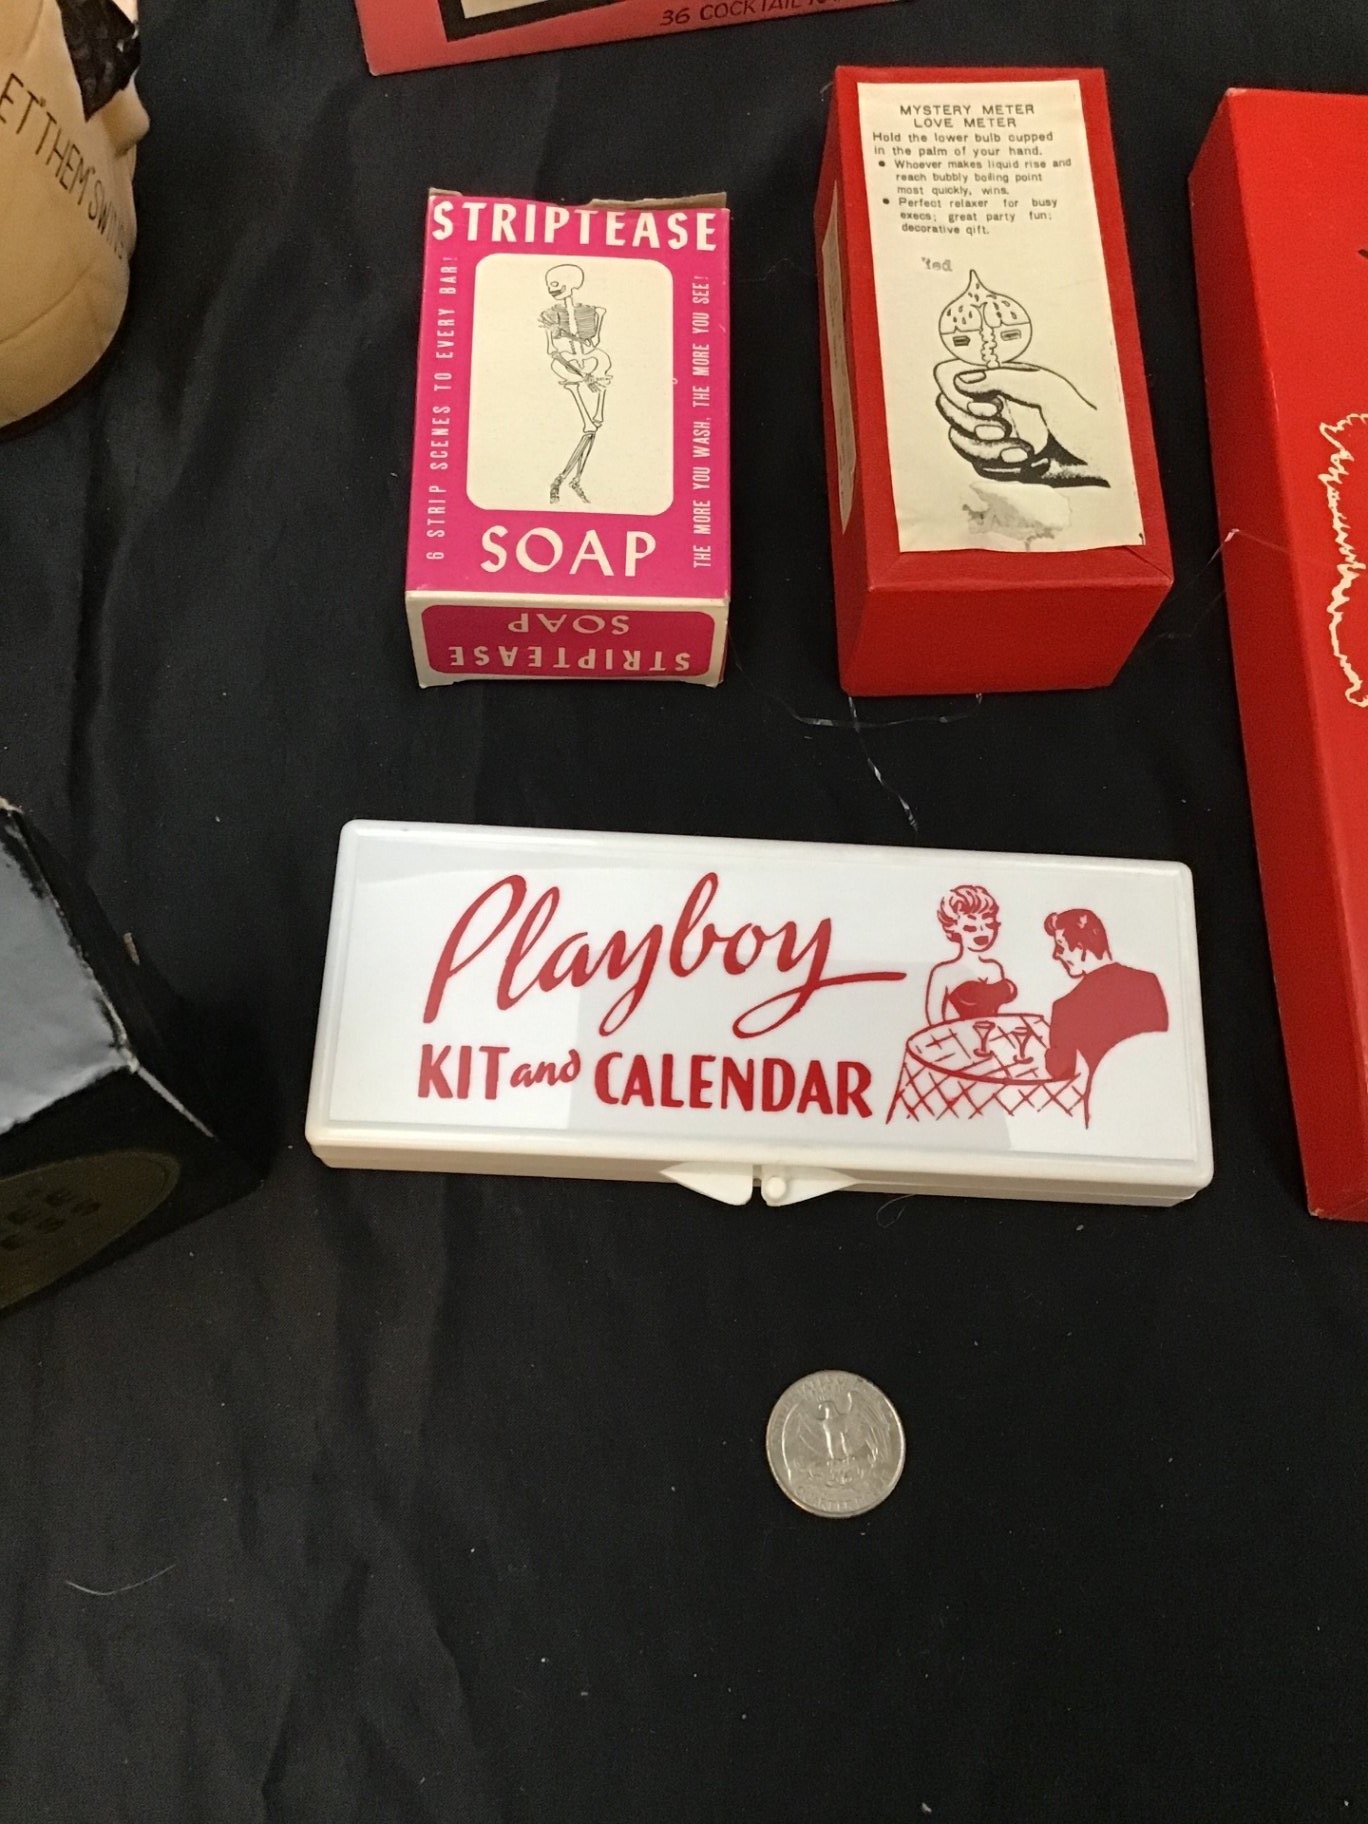 36 COCKTAIL
ET'THEM'SWING
STRIPTEASE
6 STRIP SCENES TO EVERY BAR!
THE MORE YOU WASH, THE MORE YOU SEE!
SOAP
SOAP
STRIPTEASE
MYSTERY METER
LOVE METER
Hold the lower bulb cupped
in the palm of your hand.
• Whoever makes liquid rise and
reach bubbly boiling point
most quickly, wins.
• Perfect relaxer for busy
execs; great party fun;
decorative gift.
Playboy
KIT and CALENDAR